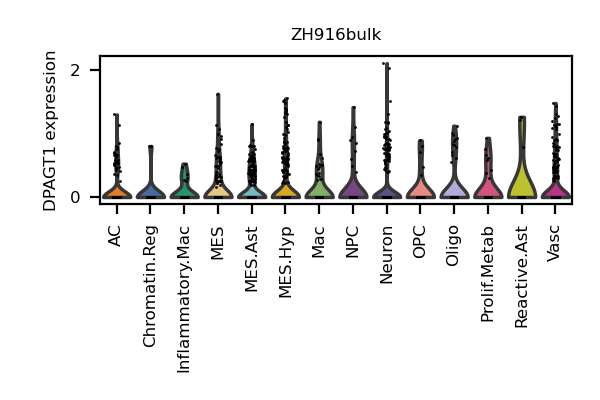 ZH916bulk
DPAGT1 expression
2
0
AC
Chromatin.Reg
Inflammatory.Mac
MES
MES.Ast
MES.Hyp
Mac
NPC
Neuron
OPC
Oligo
Prolif.Metab
Reactive.Ast
Vasc